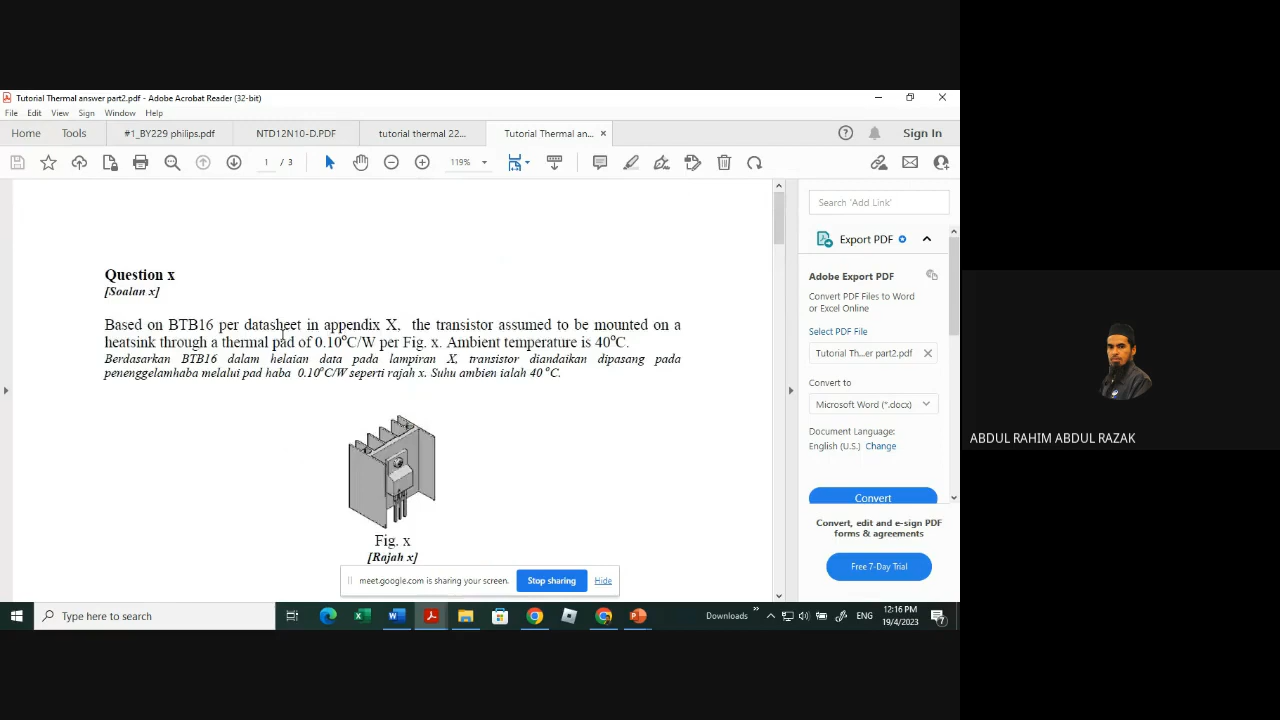 Tutorial Thermal answer part2.pdf - Adobe Acrobat Reader (32-bit)
File Edit View Sign Window Help
Home Tools #1_BY229 philips.pdf NTD12N10-D.PDF tutorial thermal 22... Tutorial Thermal an... × Sign In
1 / 3 119%
Question x
[Soalan x]
Based on BTB16 per datasheet in appendix X, the transistor assumed to be mounted on a
heatsink through a thermal pad of 0.10°C/W per Fig. x. Ambient temperature is 40°C.
Berdasarkan BTB16 dalam helaian data pada lampiran X, transistor diandaikan dipasang pada
penenggelamhaba melalui pad haba 0.10°C/W seperti rajah x. Suhu ambien ialah 40 °C.
Fig. x
[Rajah x]
meet.google.com is sharing your screen. Stop sharing Hide
Search 'Add Link'
Export PDF
Adobe Export PDF
Convert PDF Files to Word
or Excel Online
Select PDF File
Tutorial Th...er part2.pdf
Convert to
Microsoft Word (*.docx)
Document Language:
English (U.S.) Change
Convert
Convert, edit and e-sign PDF
forms & agreements
Free 7-Day Trial
ABDUL RAHIM ABDUL RAZAK
Type here to search
Downloads
ENG
12:16 PM
19/4/2023
7